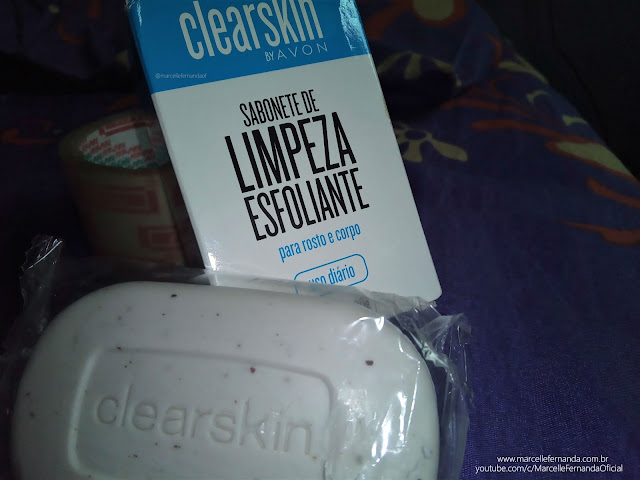 clearskin
BY AVON
@marcellefernandaof
SABONETE DE
LIMPEZA
ESFOLIANTE
para rosto e corpo
uso diário
clearskin
www.marcellefernanda.com.br
youtube.com/c/MarcelleFernandaOficial